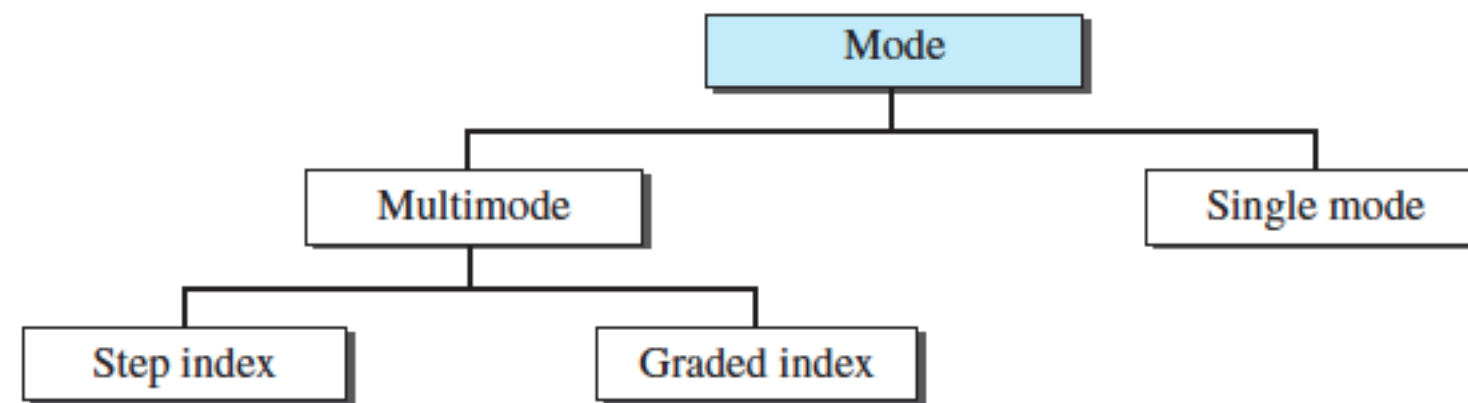 Mode
Multimode
Single mode
Step index
Graded index